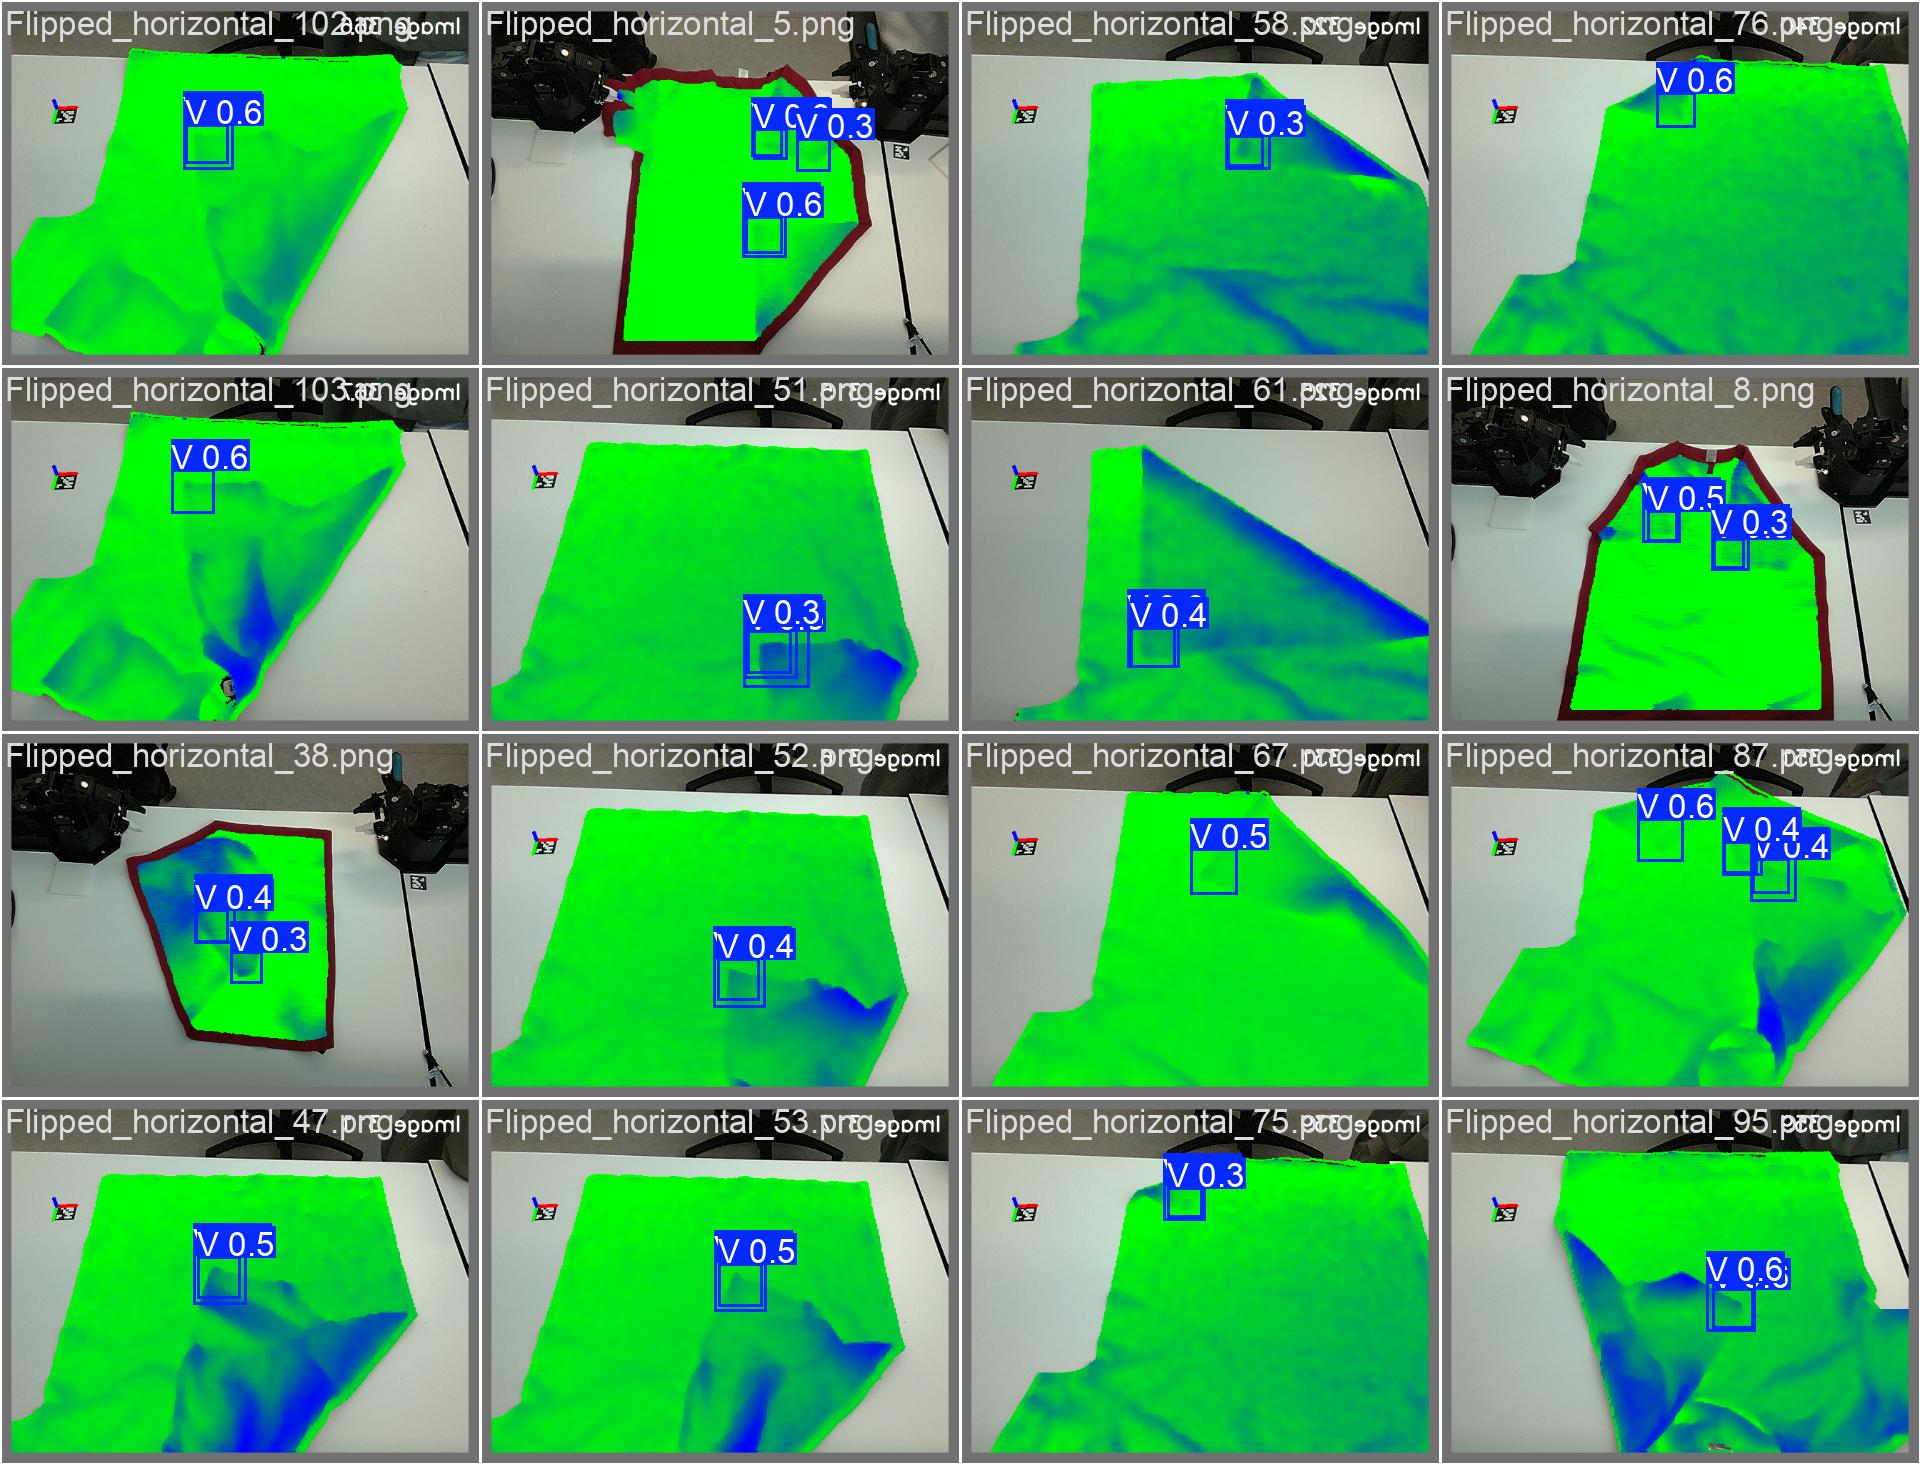 Flipped_horizontal_102.png
V 0.6
Flipped_horizontal_5.png
V 0.3
V 0.6
Flipped_horizontal_58.png
V 0.3
Flipped_horizontal_76.png
V 0.6
Flipped_horizontal_103.png
V 0.6
Flipped_horizontal_51.png
V 0.3
Flipped_horizontal_61.png
V 0.4
Flipped_horizontal_8.png
V 0.5
V 0.3
Flipped_horizontal_38.png
V 0.4
V 0.3
Flipped_horizontal_52.png
V 0.4
Flipped_horizontal_67.png
V 0.5
Flipped_horizontal_87.png
V 0.6
V 0.4
V 0.4
Flipped_horizontal_47.png
V 0.5
Flipped_horizontal_53.png
V 0.5
Flipped_horizontal_75.png
V 0.3
Flipped_horizontal_95.png
V 0.6